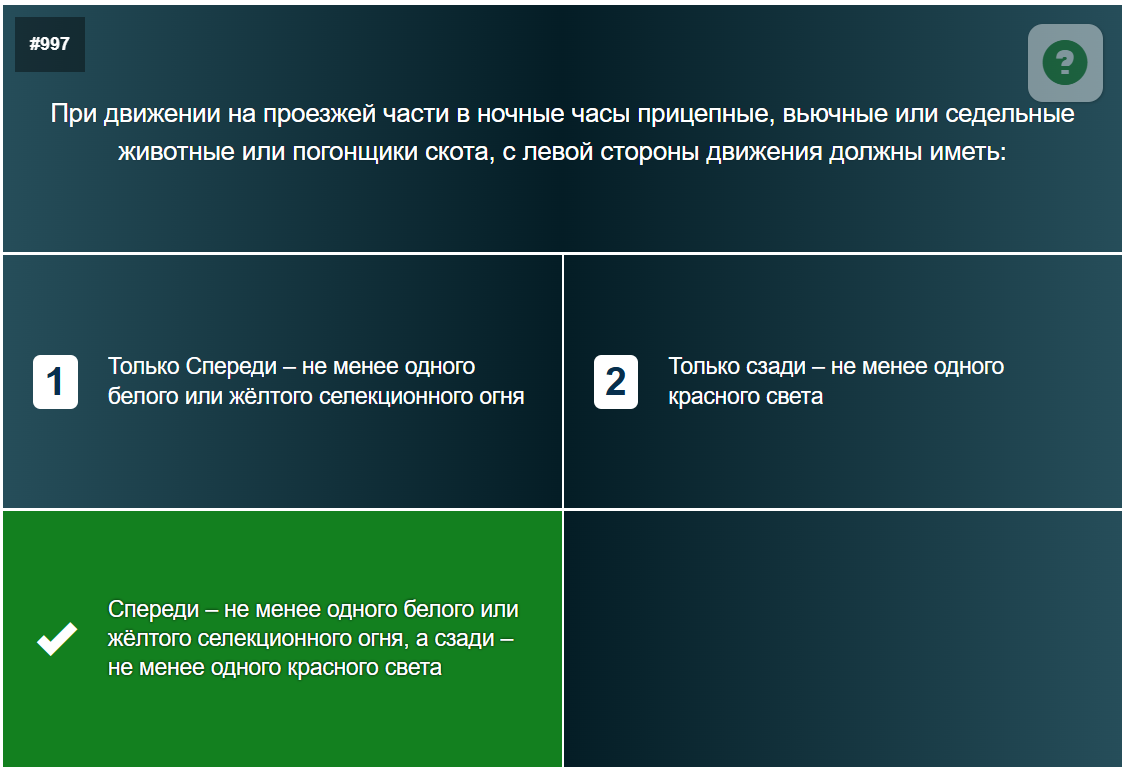 #997
?
При движении на проезжей части в ночные часы прицепные, вьючные или седельные
животные или погонщики скота, с левой стороны движения должны иметь:
1
Только Спереди – не менее одного
белого или жёлтого селекционного огня
2
Только сзади – не менее одного
красного света
Спереди – не менее одного белого или
жёлтого селекционного огня, а сзади –
не менее одного красного света